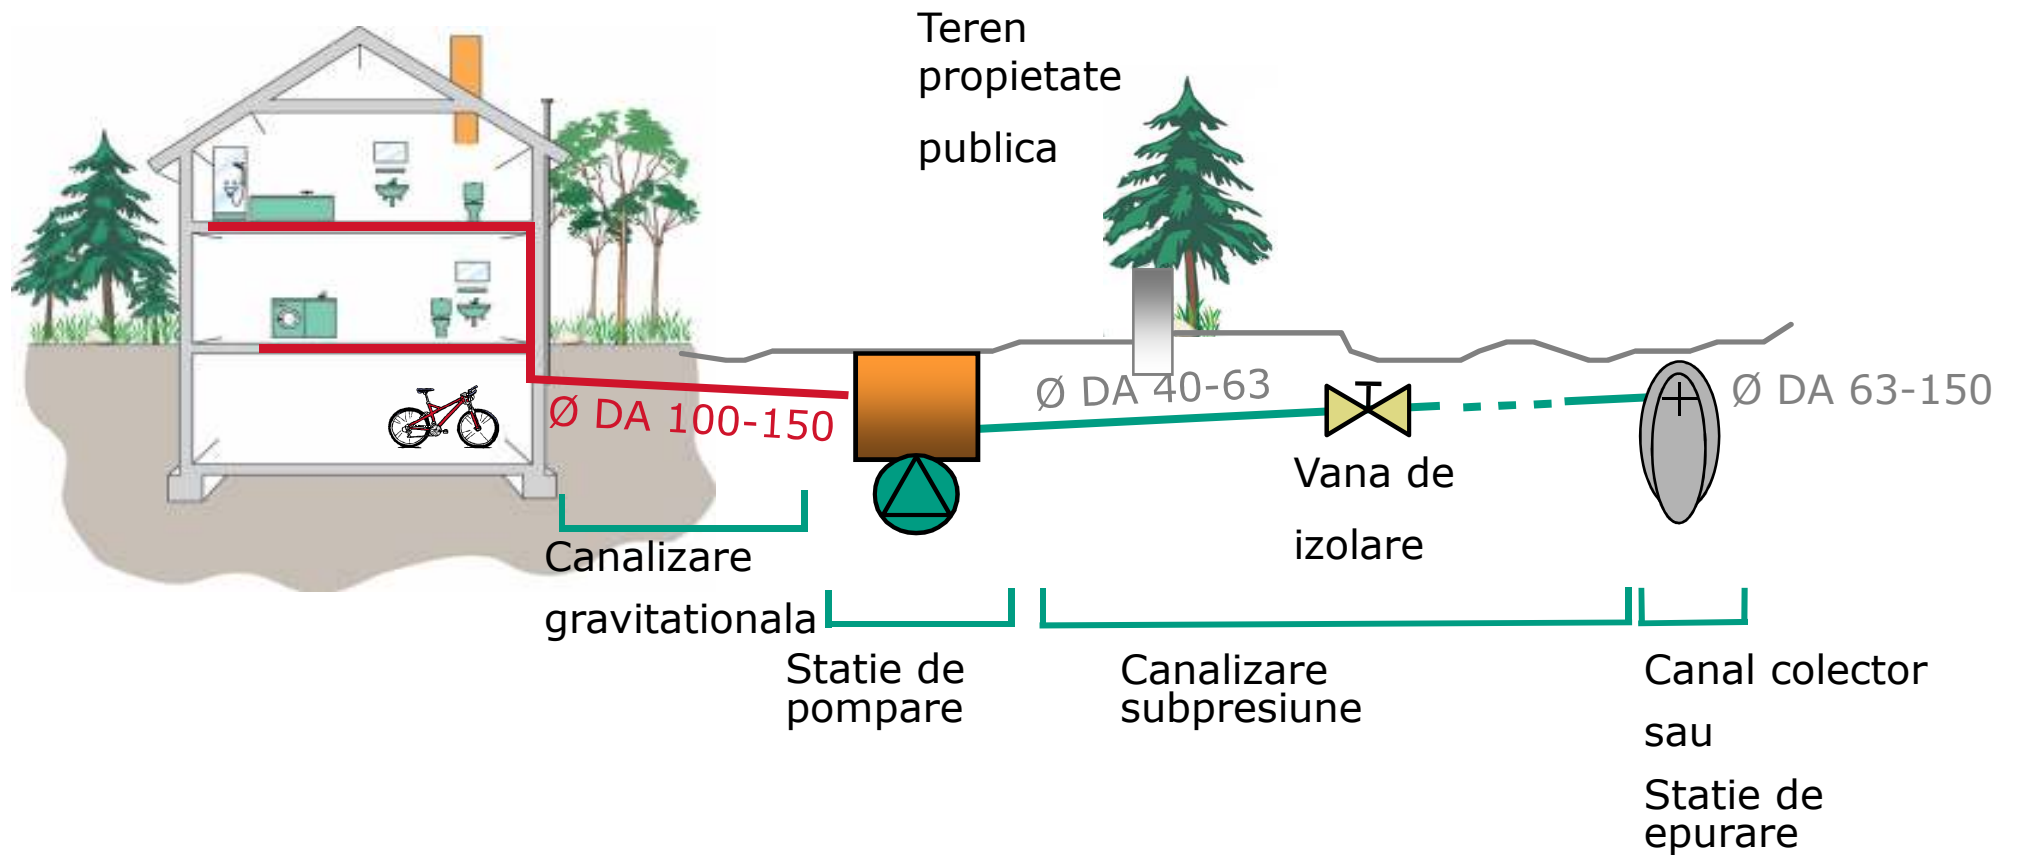 Teren
propietate
publica
Ø DA 100-150
Ø DA 40-63
Ø DA 63-150
Vana de
izolare
Canalizare
gravitationala
Statie de
pompare
Canalizare
subpresiune
Canal colector
sau
Statie de
epurare